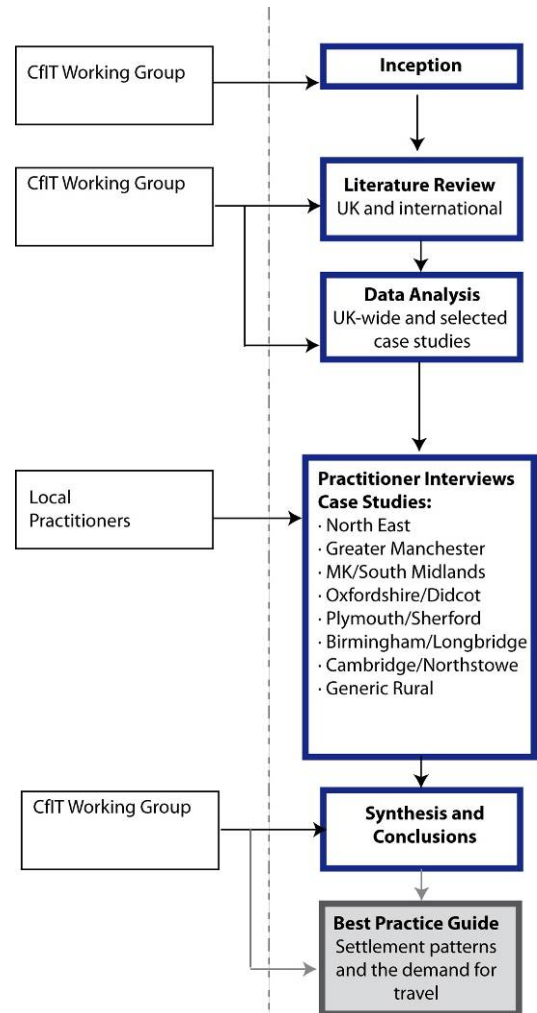 CfIT Working Group
Inception
CfIT Working Group
Literature Review
UK and international
Data Analysis
UK-wide and selected
case studies
Local
Practitioners
Practitioner Interviews
Case Studies:
· North East
· Greater Manchester
· MK/South Midlands
· Oxfordshire/Didcot
· Plymouth/Sherford
· Birmingham/Longbridge
· Cambridge/Northstowe
· Generic Rural
CfIT Working Group
Synthesis and
Conclusions
Best Practice Guide
Settlement patterns
and the demand for
travel